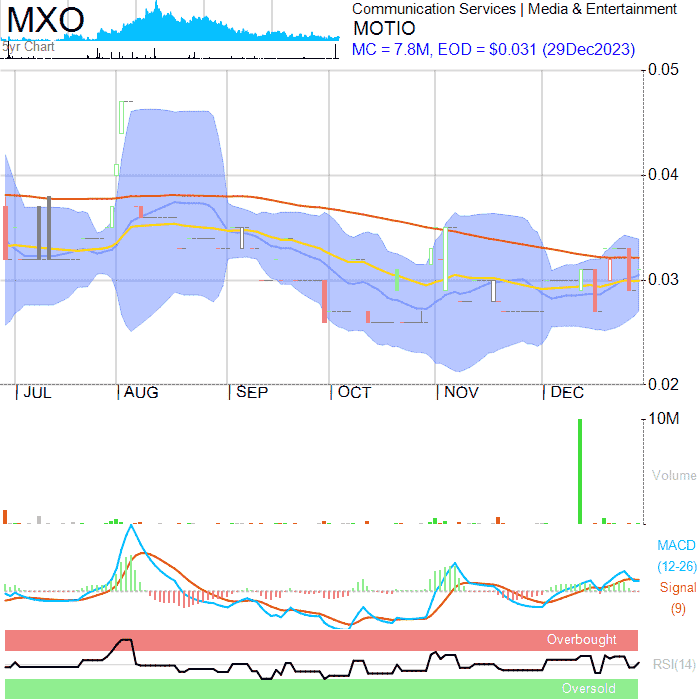 MXO
5yr Chart
Communication Services | Media & Entertainment
MOTIO
MC = 7.8M, EOD = $0.031 (29Dec2023)
0.05
0.04
0.03
0.02
JUL AUG SEP OCT NOV DEC
10M
Volume
MACD
(12-26)
Signal
(9)
Overbought
RSI(14)
Oversold